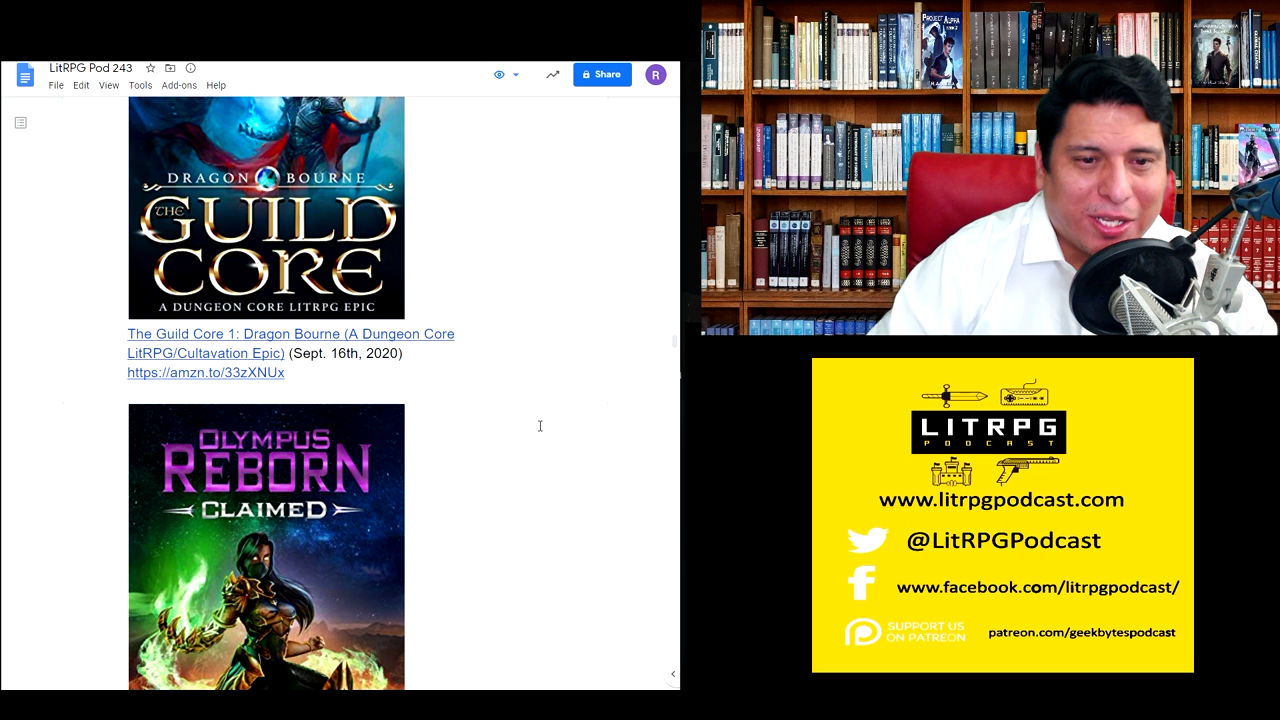 LitRPG Pod 243
Share
R
File Edit View Tools Add-ons Help
DRAGON BOURNE
THE
GUILD
CORE
A DUNGEON CORE LITRPG EPIC
The Guild Core 1: Dragon Bourne (A Dungeon Core
LitRPG/Cultavation Epic) (Sept. 16th, 2020)
https://amzn.to/33zXNUx
OLYMPUS
REBORN
CLAIMED
PROJECT
ALPHA
LITRPG
PODCAST
www.litrpgpodcast.com
@LitRPGPodcast
www.facebook.com/litrpgpodcast/
SUPPORT US
ON PATREON
patreon.com/geekbytespodcast